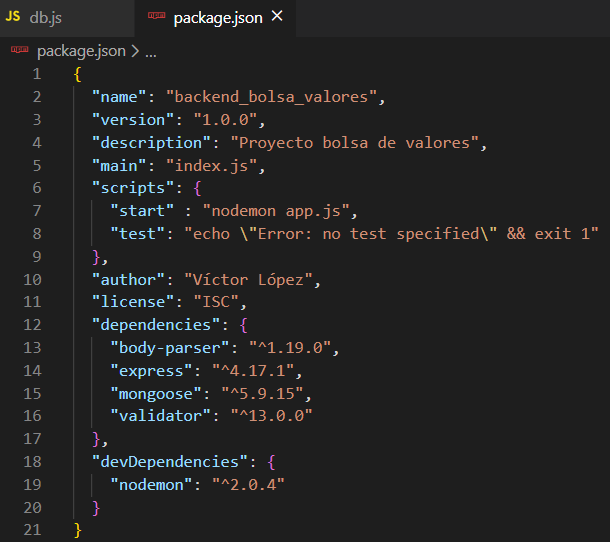 JS db.js
npm package.json ×
npm package.json > ...
1 {
2 "name": "backend_bolsa_valores",
3 "version": "1.0.0",
4 "description": "Proyecto bolsa de valores",
5 "main": "index.js",
6 "scripts": {
7 "start" : "nodemon app.js",
8 "test": "echo \"Error: no test specified\" && exit 1"
9 },
10 "author": "Víctor López",
11 "license": "ISC",
12 "dependencies": {
13 "body-parser": "^1.19.0",
14 "express": "^4.17.1",
15 "mongoose": "^5.9.15",
16 "validator": "^13.0.0"
17 },
18 "devDependencies": {
19 "nodemon": "^2.0.4"
20 }
21 }